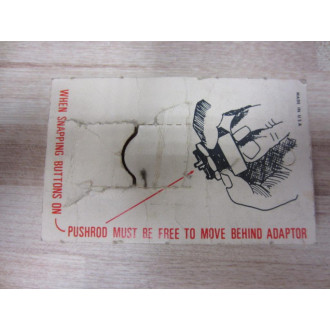 WHEN SNAPPING BUTTONS ON
PUSHROD MUST BE FREE TO MOVE BEHIND ADAPTOR
MADE IN U.S.A.